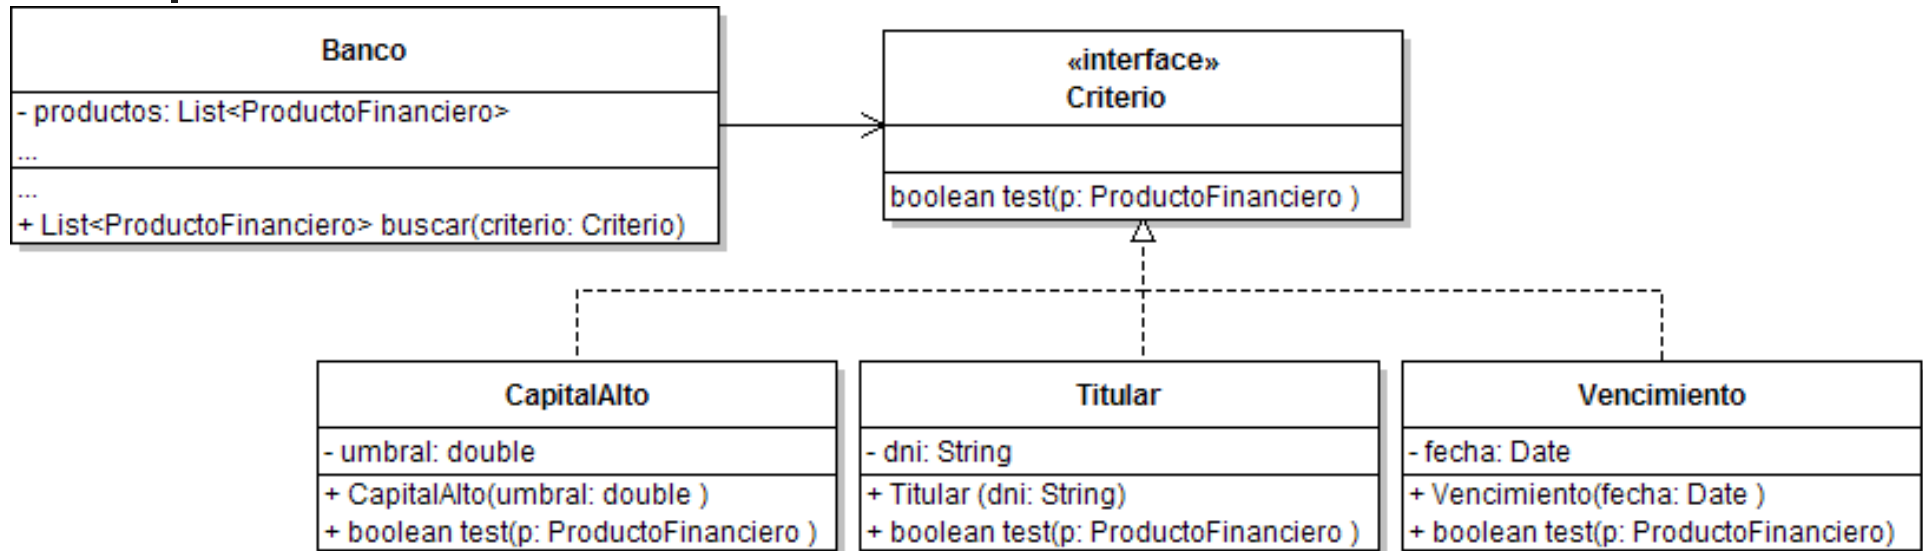 Banco
- productos: List<ProductoFinanciero>
...
...
+ List<ProductoFinanciero> buscar(criterio: Criterio)
«interface»
Criterio
boolean test(p: ProductoFinanciero )
CapitalAlto
- umbral: double
+ CapitalAlto(umbral: double )
+ boolean test(p: ProductoFinanciero )
Titular
- dni: String
+ Titular (dni: String)
+ boolean test(p: ProductoFinanciero )
Vencimiento
- fecha: Date
+ Vencimiento(fecha: Date )
+ boolean test(p: ProductoFinanciero)